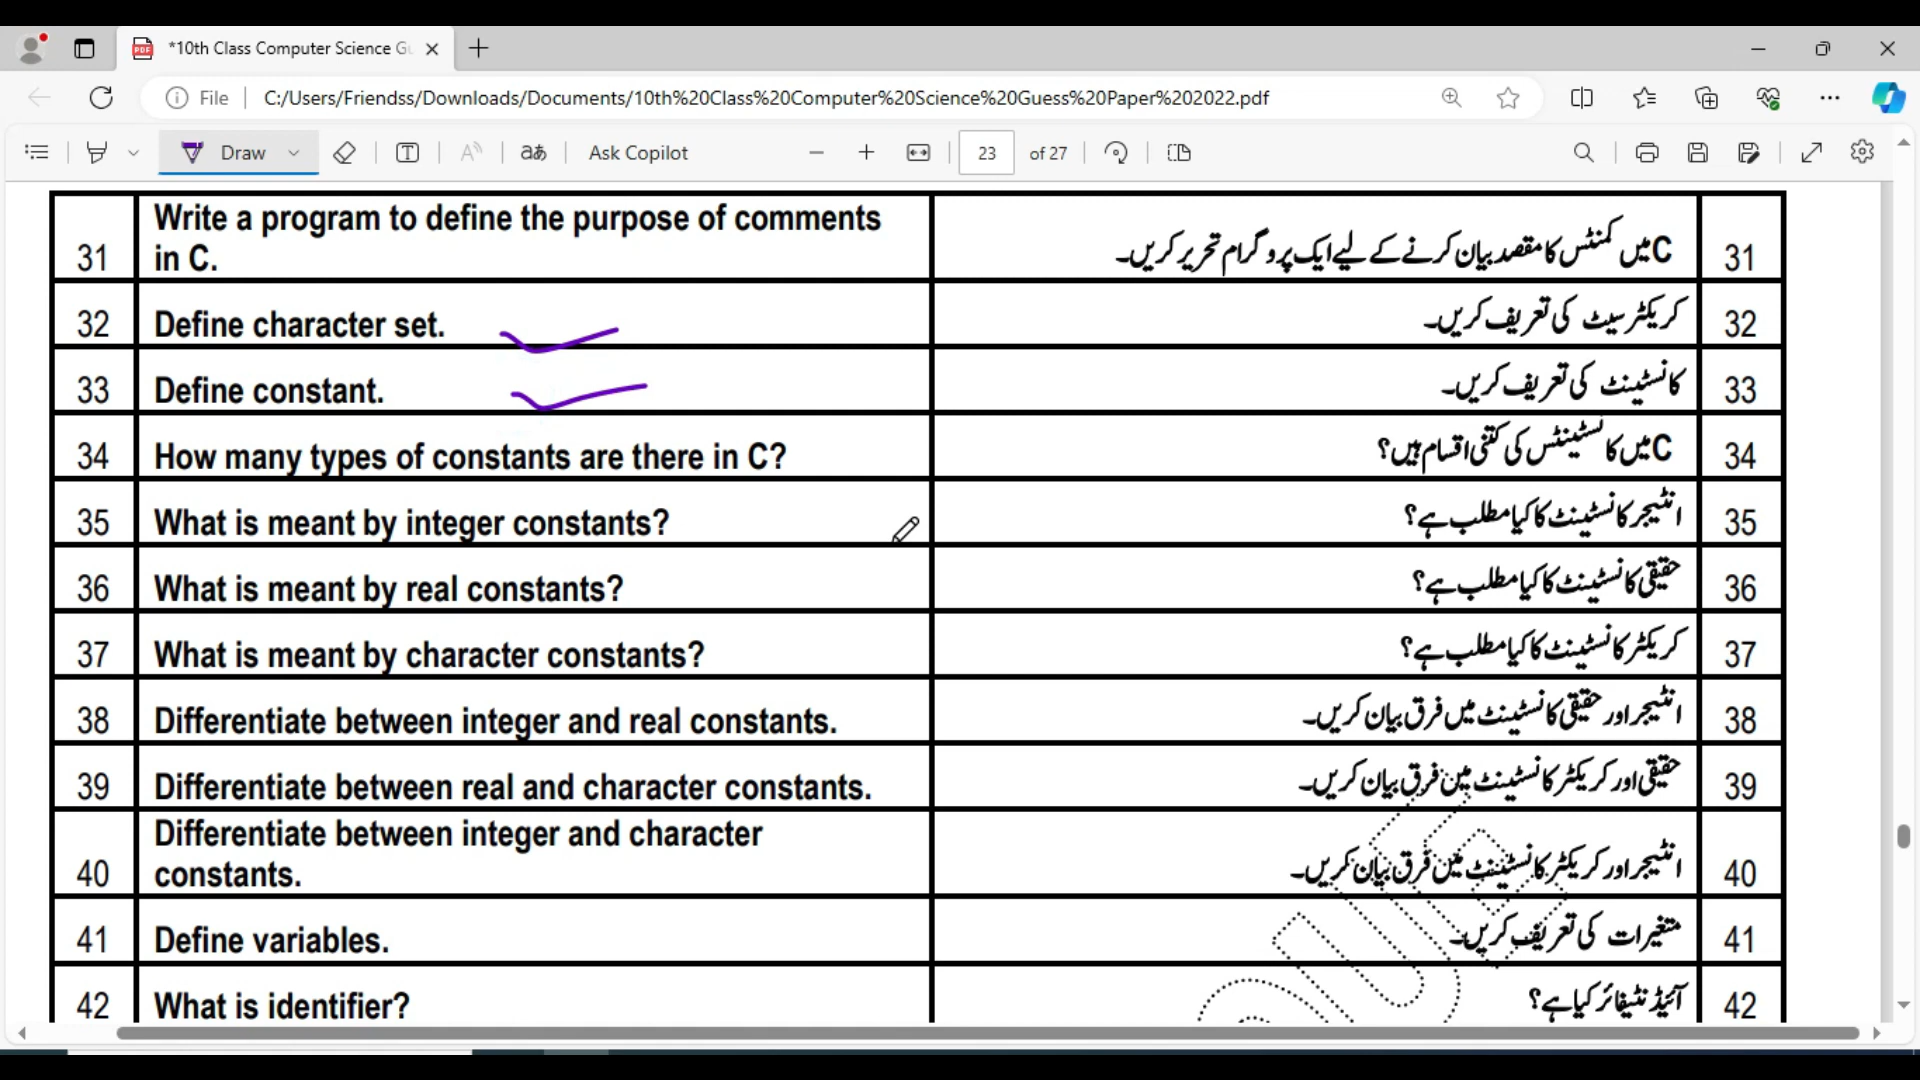 *10th Class Computer Science Gu
File
C:/Users/Friendss/Downloads/Documents/10th%20Class%20Computer%20Science%20Guess%20Paper%202022.pdf
Draw
Ask Copilot
23 of 27
31 Write a program to define the purpose of comments
in C.
C میں کمنٹس کا مقصد بیان کرنے کے لیے ایک پروگرام تحریر کریں۔ 31
32 Define character set. کریکٹر سیٹ کی تعریف کریں۔ 32
33 Define constant. کانسٹینٹ کی تعریف کریں۔ 33
34 How many types of constants are there in C? C میں کانسٹینٹس کی کتنی اقسام ہیں؟ 34
35 What is meant by integer constants? انٹیجر کانسٹینٹ کا کیا مطلب ہے؟ 35
36 What is meant by real constants? حقیقی کانسٹینٹ کا کیا مطلب ہے؟ 36
37 What is meant by character constants? کریکٹر کانسٹینٹ کا کیا مطلب ہے؟ 37
38 Differentiate between integer and real constants. انٹیجر اور حقیقی کانسٹینٹ میں فرق بیان کریں۔ 38
39 Differentiate between real and character constants. حقیقی اور کریکٹر کانسٹینٹ میں فرق بیان کریں۔ 39
40 Differentiate between integer and character
constants.
انٹیجر اور کریکٹر کانسٹینٹ میں فرق بیان کریں۔ 40
41 Define variables. متغیرات کی تعریف کریں۔ 41
42 What is identifier? آئیڈنٹیفائر کیا ہے؟ 42